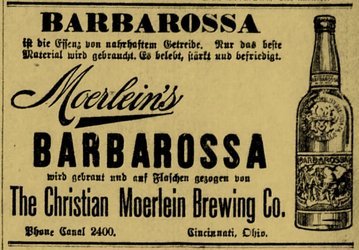 BARBAROSSA
ist die Essenz von nahrhaftem Getreide. Nur das beste
Material wird gebraucht. Es belebt, stärkt und befriedigt.
Moerlein's
BARBAROSSA
wird gebraut und auf Flaschen gezogen von
The Christian Moerlein Brewing Co.
Phone Canal 2400. Cincinnati, Ohio.
BARBAROSSA